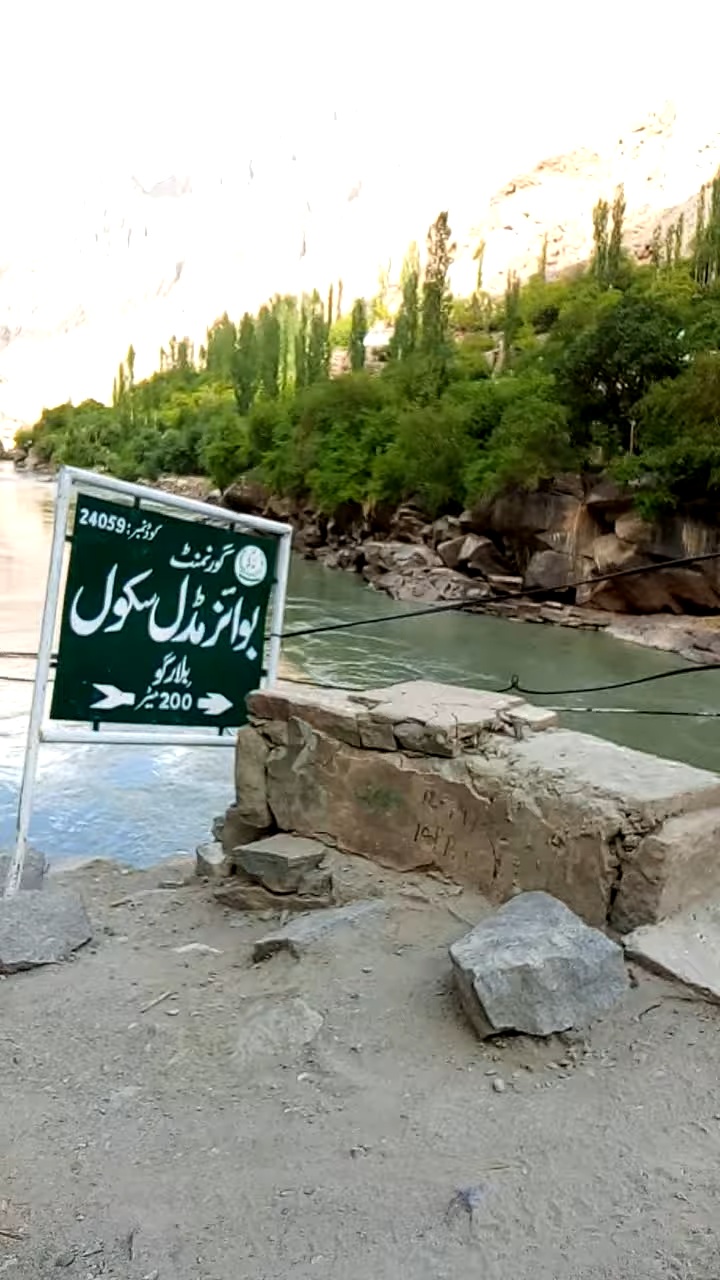 کوڈنمبر: 24059
گورنمنٹ
بوائز مڈل سکول
بلارگو
200 میٹر